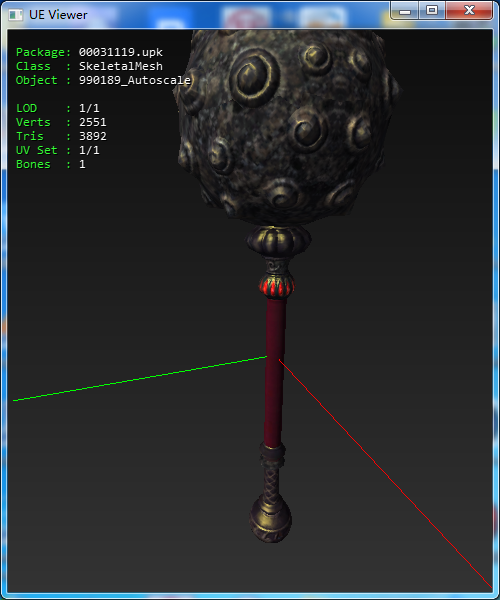 UE Viewer
Package: 00031119.upk
Class : SkeletalMesh
Object : 990189_Autoscale
LOD : 1/1
Verts : 2551
Tris : 3892
UV Set : 1/1
Bones : 1